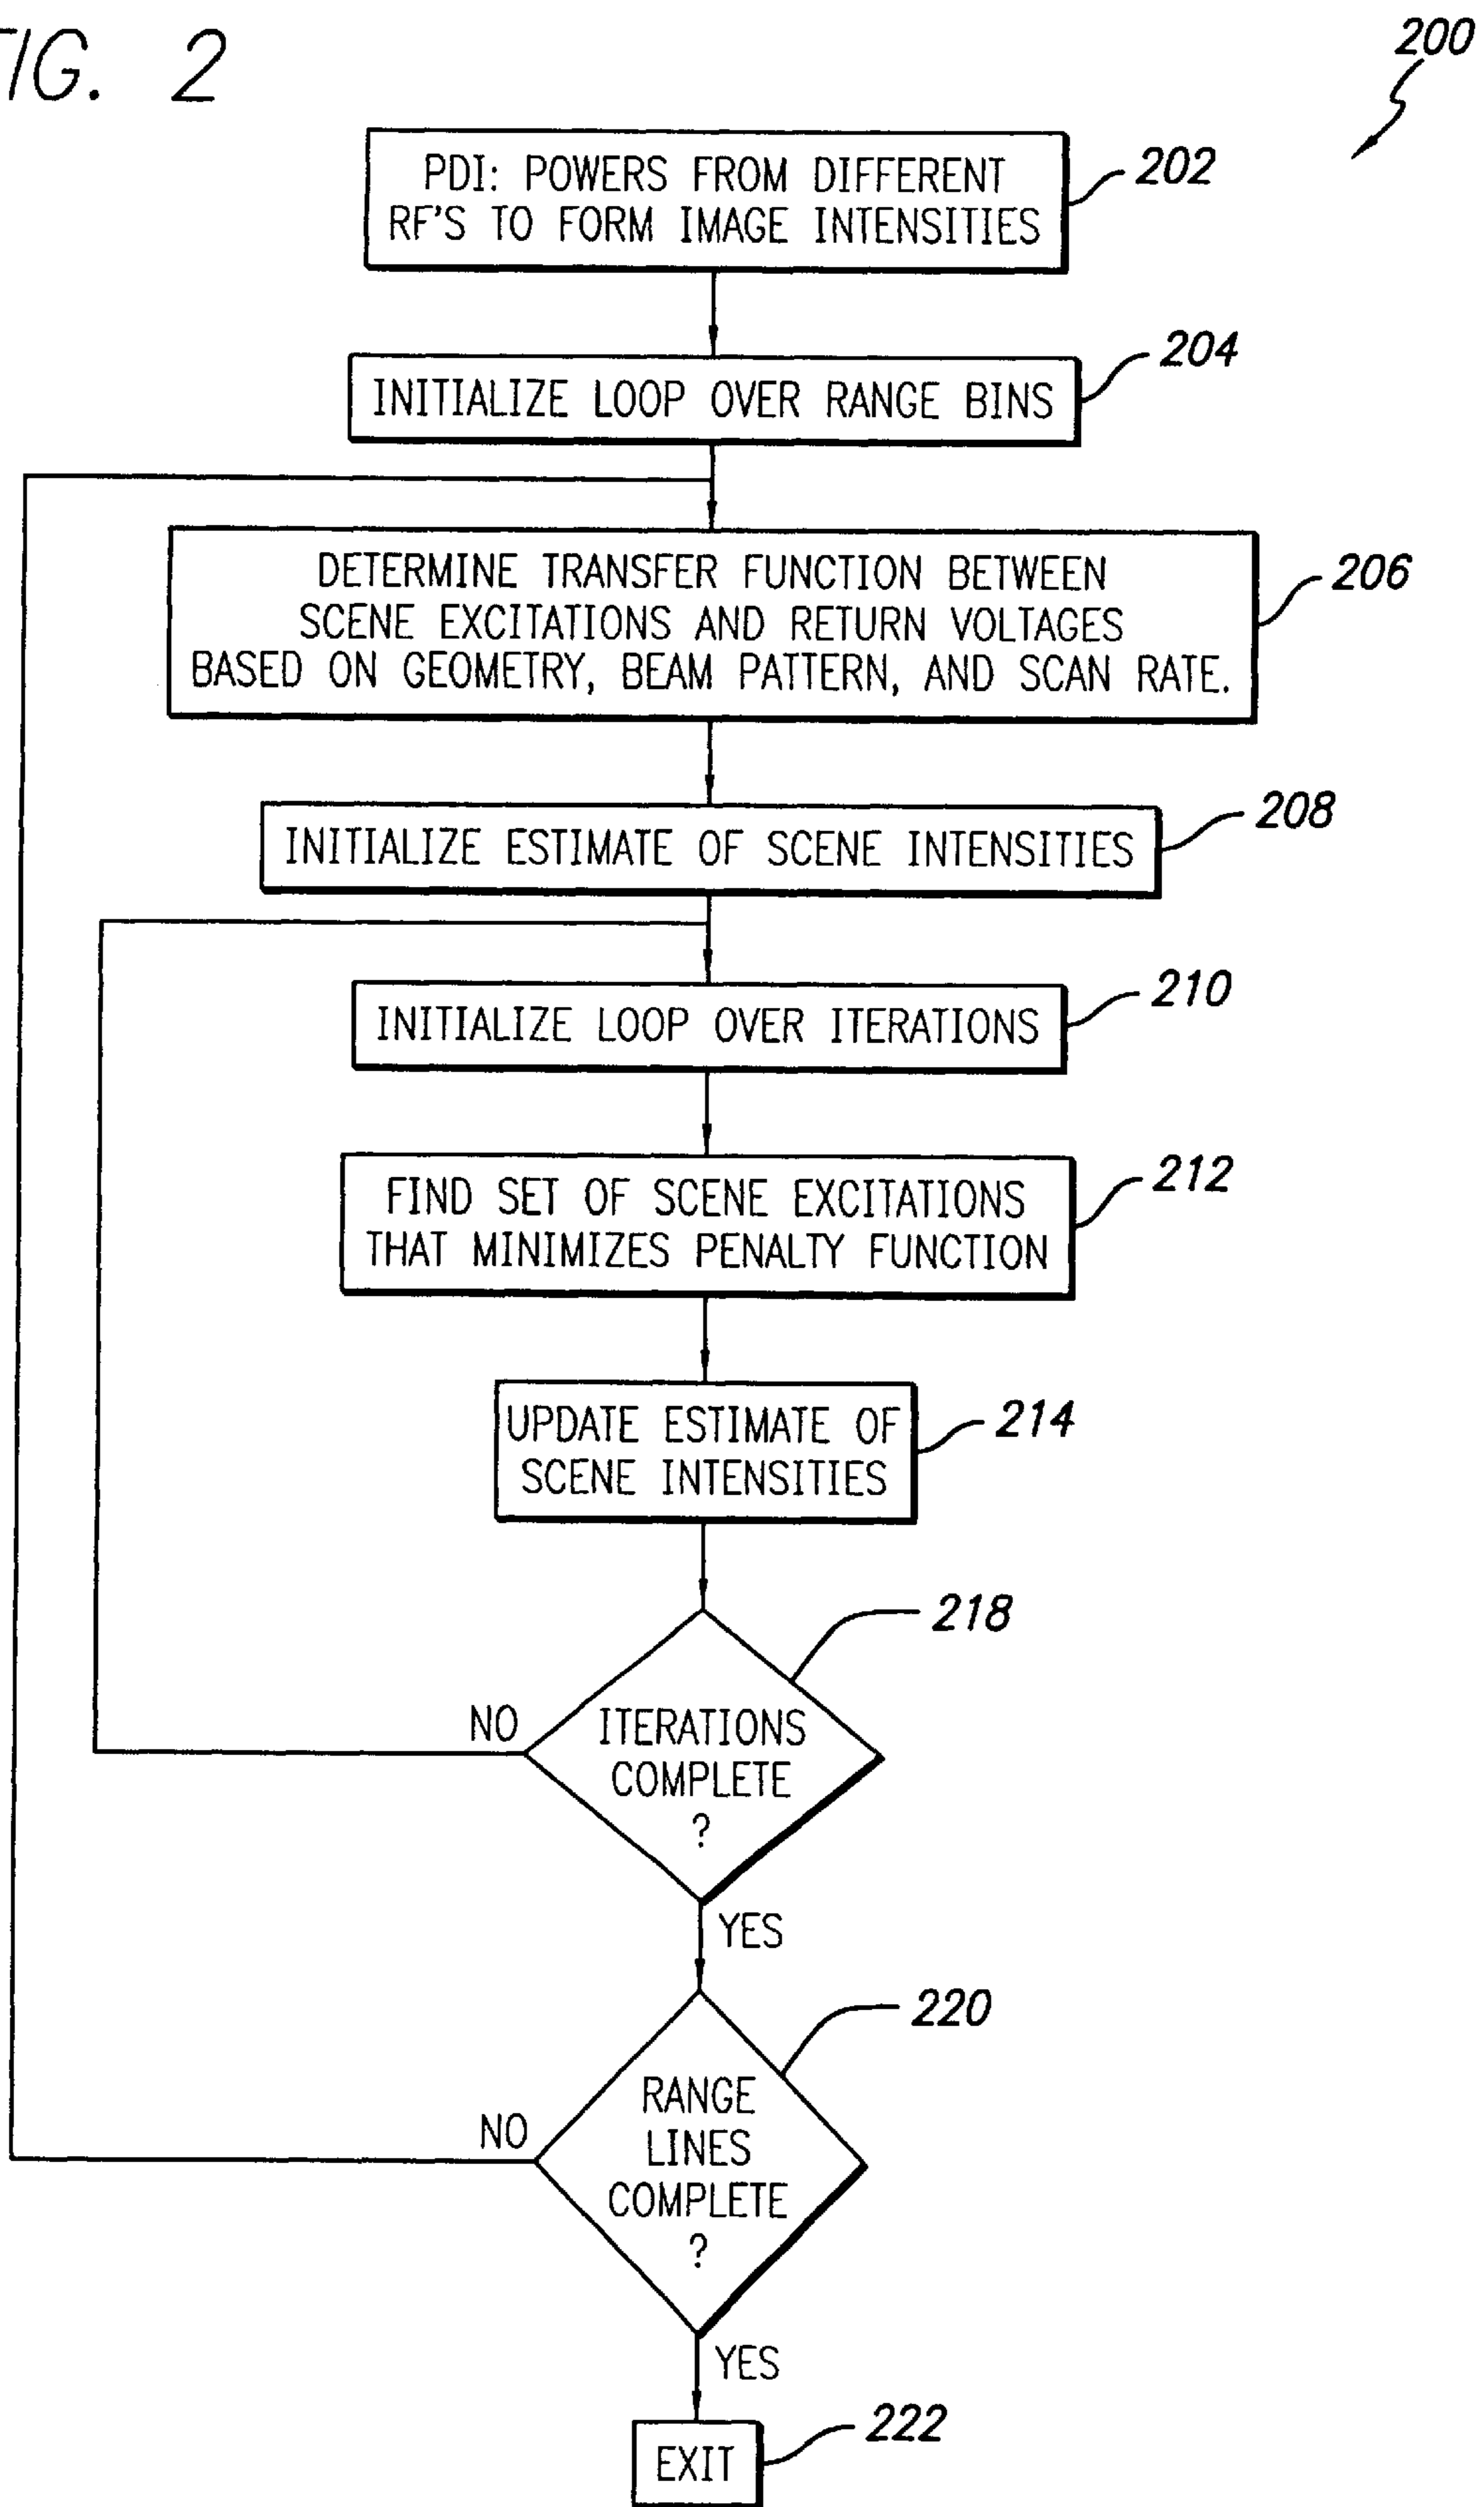 IG. 2
200
PDI: POWERS FROM DIFFERENT
RF'S TO FORM IMAGE INTENSITIES
202
INITIALIZE LOOP OVER RANGE BINS
204
DETERMINE TRANSFER FUNCTION BETWEEN
SCENE EXCITATIONS AND RETURN VOLTAGES
BASED ON GEOMETRY, BEAM PATTERN, AND SCAN RATE.
206
INITIALIZE ESTIMATE OF SCENE INTENSITIES
208
INITIALIZE LOOP OVER ITERATIONS
210
FIND SET OF SCENE EXCITATIONS
THAT MINIMIZES PENALTY FUNCTION
212
UPDATE ESTIMATE OF
SCENE INTENSITIES
214
218
NO
ITERATIONS
COMPLETE
?
YES
220
NO
RANGE
LINES
COMPLETE
?
YES
222
EXIT